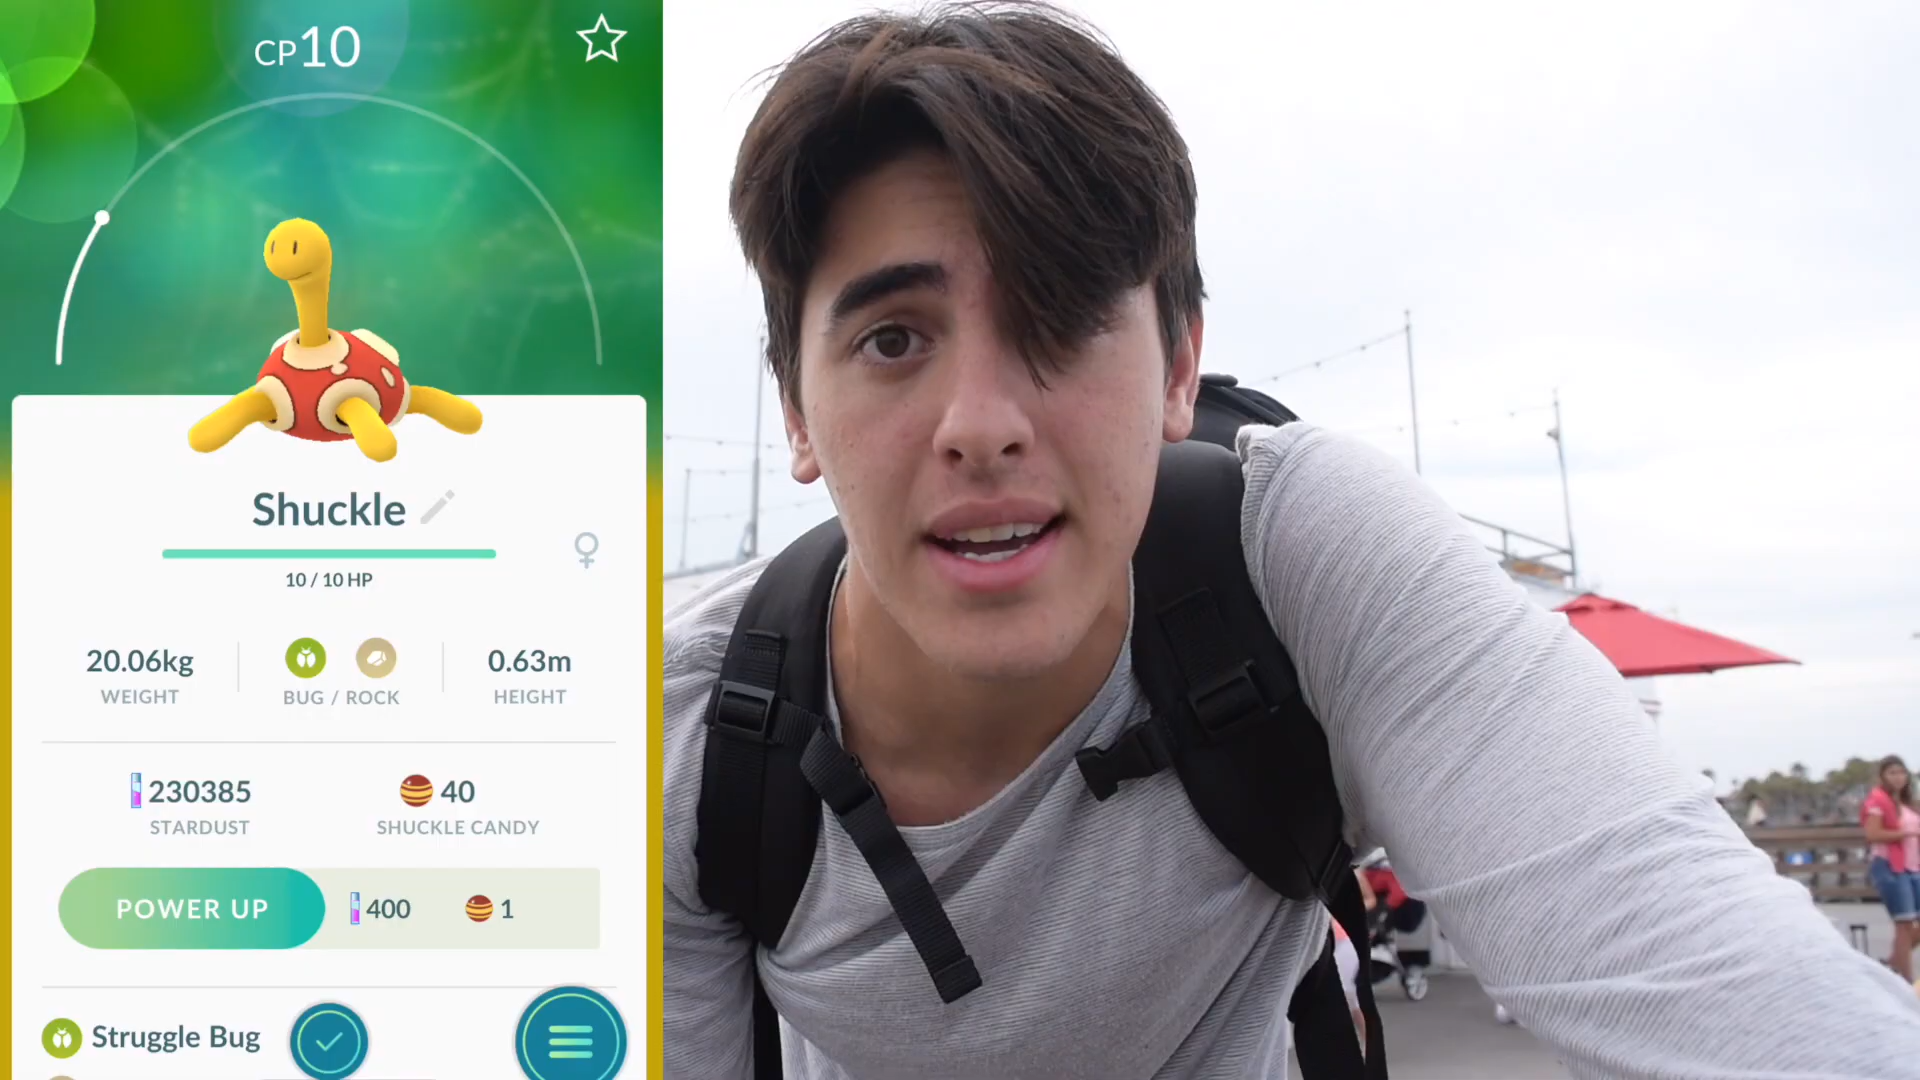 CP10
Shuckle
10 / 10 HP
20.06kg
WEIGHT
BUG / ROCK
0.63m
HEIGHT
230385
STARDUST
40
SHUCKLE CANDY
POWER UP
400
1
Struggle Bug